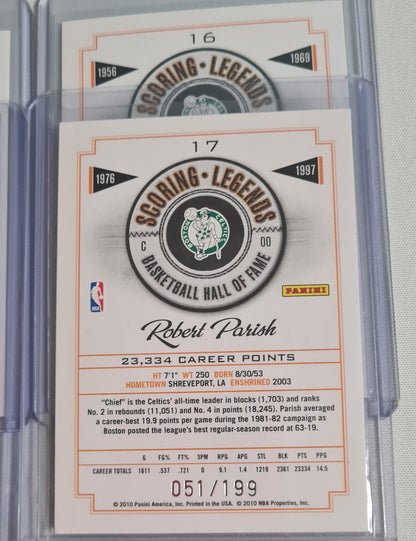 16
1956
1969
SCORING • LEGENDS
17
1976
1997
SCORING • LEGENDS
BOSTON CELTICS
C
00
BASKETBALL HALL OF FAME
NBA
PANINI
Robert Parish
23,334 CAREER POINTS
HT 7'1" WT 250 BORN 8/30/53
HOMETOWN SHREVEPORT, LA ENSHRINED 2003
"Chief" is the Celtics' all-time leader in blocks (1,703) and ranks
No. 2 in rebounds (11,051) and No. 4 in points (18,245). Parish averaged
a career-best 19.9 points per game during the 1981-82 campaign as
Boston posted the league's best regular-season record at 63-19.
G FG% FT% 3PM RPG APG STL BLK PTS PPG
CAREER TOTALS 1611 .537 .721 0 9.1 1.4 1219 2361 23334 14.5
051/199
© 2010 Panini America, Inc. Printed in the USA. © 2010 NBA Properties, Inc.